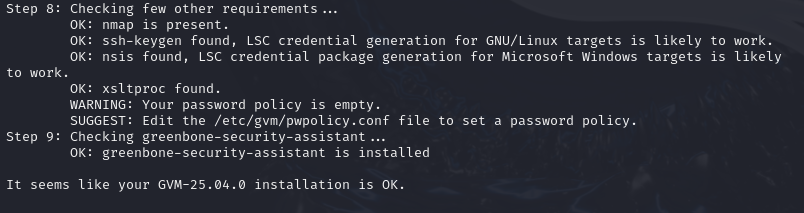 Step 8: Checking few other requirements...
OK: nmap is present.
OK: ssh-keygen found, LSC credential generation for GNU/Linux targets is likely to work.
OK: nsis found, LSC credential package generation for Microsoft Windows targets is likely
to work.
OK: xsltproc found.
WARNING: Your password policy is empty.
SUGGEST: Edit the /etc/gvm/pwpolicy.conf file to set a password policy.
Step 9: Checking greenbone-security-assistant...
OK: greenbone-security-assistant is installed
It seems like your GVM-25.04.0 installation is OK.